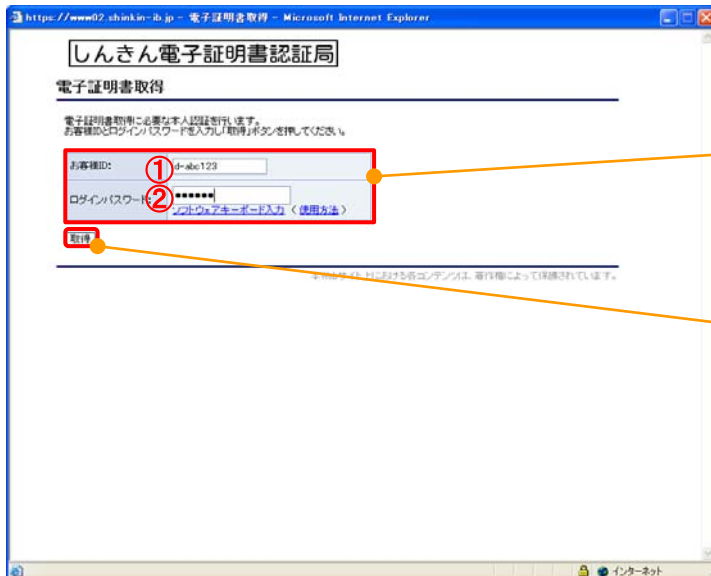 https://www02.shinkin-ib.jp - 電子証明書取得 - Microsoft Internet Explorer
しんきん電子証明書認証局
電子証明書取得
電子証明書取得に必要な本人認証を行います。
お客様IDとログインパスワードを入力し「取得」ボタンを押してください。
お客様ID: ① d-abc123
ログインパスワード: ② ●●●●●●
ソフトウェアキーボード入力 (使用方法)
取得
本Webサイト上における各コンテンツは、著作権によって保護されています。
インターネット